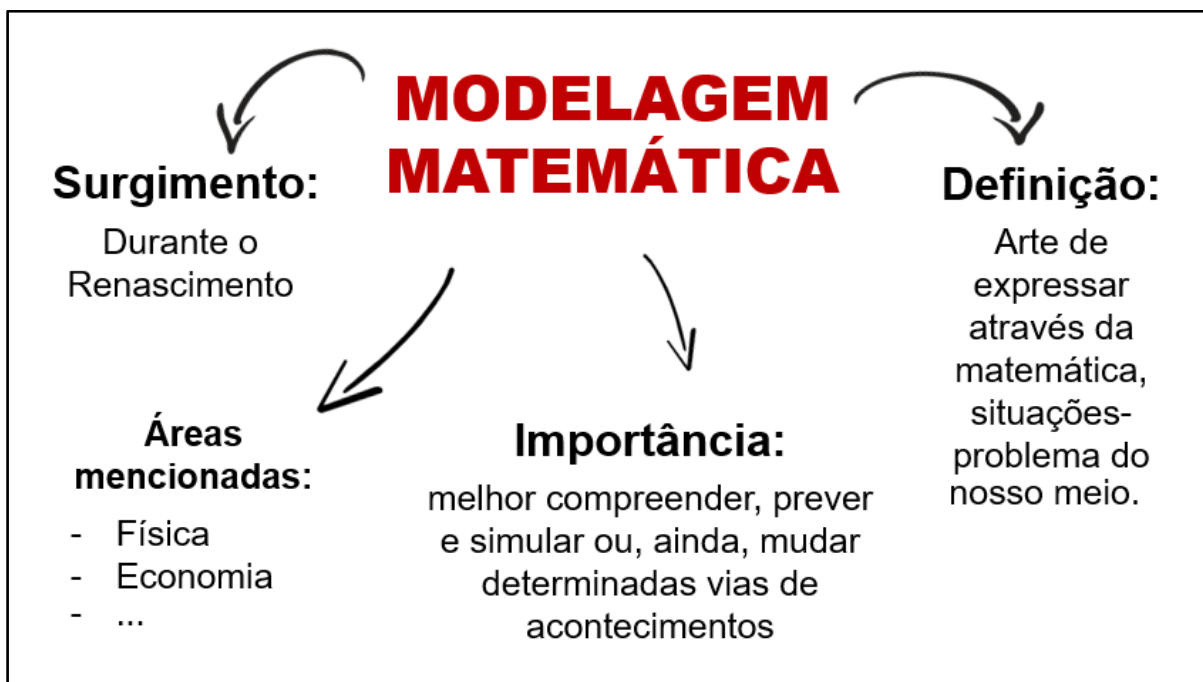 MODELAGEM
MATEMÁTICA
Surgimento:
Durante o
Renascimento
Definição:
Arte de
expressar
através da
matemática,
situações-
problema do
nosso meio.
Áreas
mencionadas:
- Física
- Economia
- ...
Importância:
melhor compreender, prever
e simular ou, ainda, mudar
determinadas vias de
acontecimentos